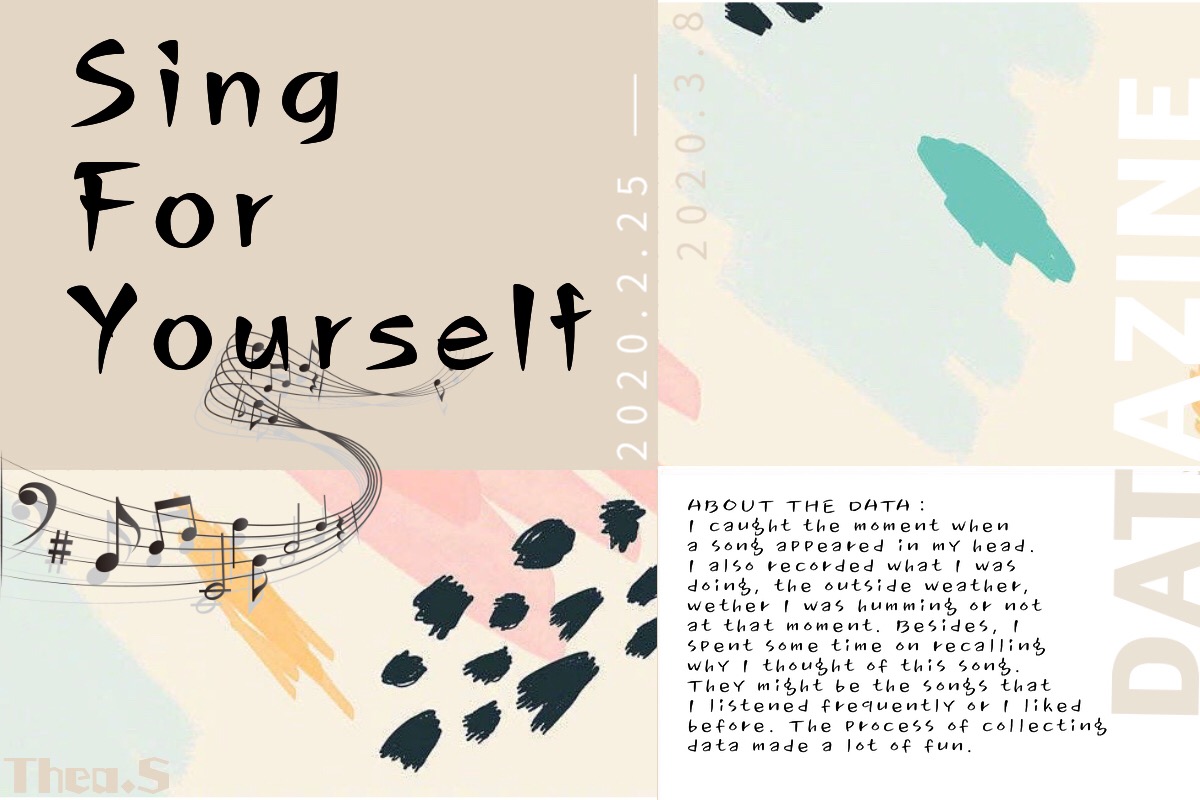 Sing
For
Yourself
2020.2.25 —
2020.3.8
DATAZINE
ABOUT THE DATA:
I caught the moment when
a song appeared in my head.
I also recorded what I was
doing, the outside weather,
wether I was humming or not
at that moment. Besides, I
spent some time on recalling
why I thought of this song.
They might be the songs that
I listened frequently or I liked
before. The process of collecting
data made a lot of fun.
Thea.S